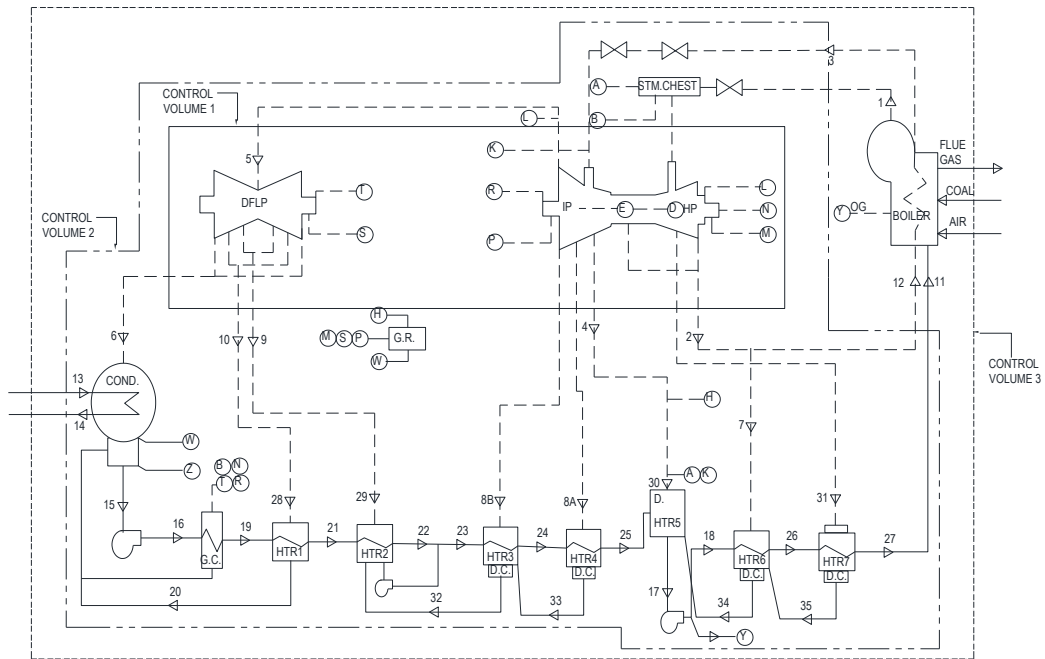 CONTROL
VOLUME 1
3
A
STM.CHEST
1
L
B
K
FLUE
GAS
COAL
5
R
T
DFLP
IP
E
D
HP
L
N
M
Y
OG
BOILER
AIR
CONTROL
VOLUME 2
S
P
12
11
6
10
9
H
M
S
P
G.R.
W
4
2
CONTROL
VOLUME 3
13
COND.
14
H
7
W
Z
B
N
T
R
15
16
G.C.
19
28
HTR1
21
29
HTR2
22
23
8B
HTR3
D.C.
24
8A
HTR4
D.C.
25
30
A
K
D.
HTR5
31
18
HTR6
D.C.
26
HTR7
D.C.
27
17
20
32
33
34
35
Y